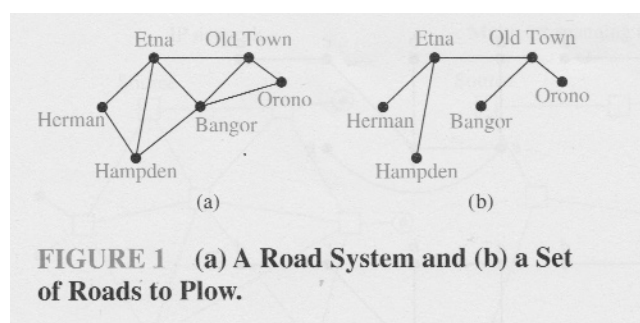 Etna Old Town Etna Old Town
Orono Orono
Herman Bangor Herman Bangor
Hampden Hampden
(a) (b)
FIGURE 1 (a) A Road System and (b) a Set
of Roads to Plow.